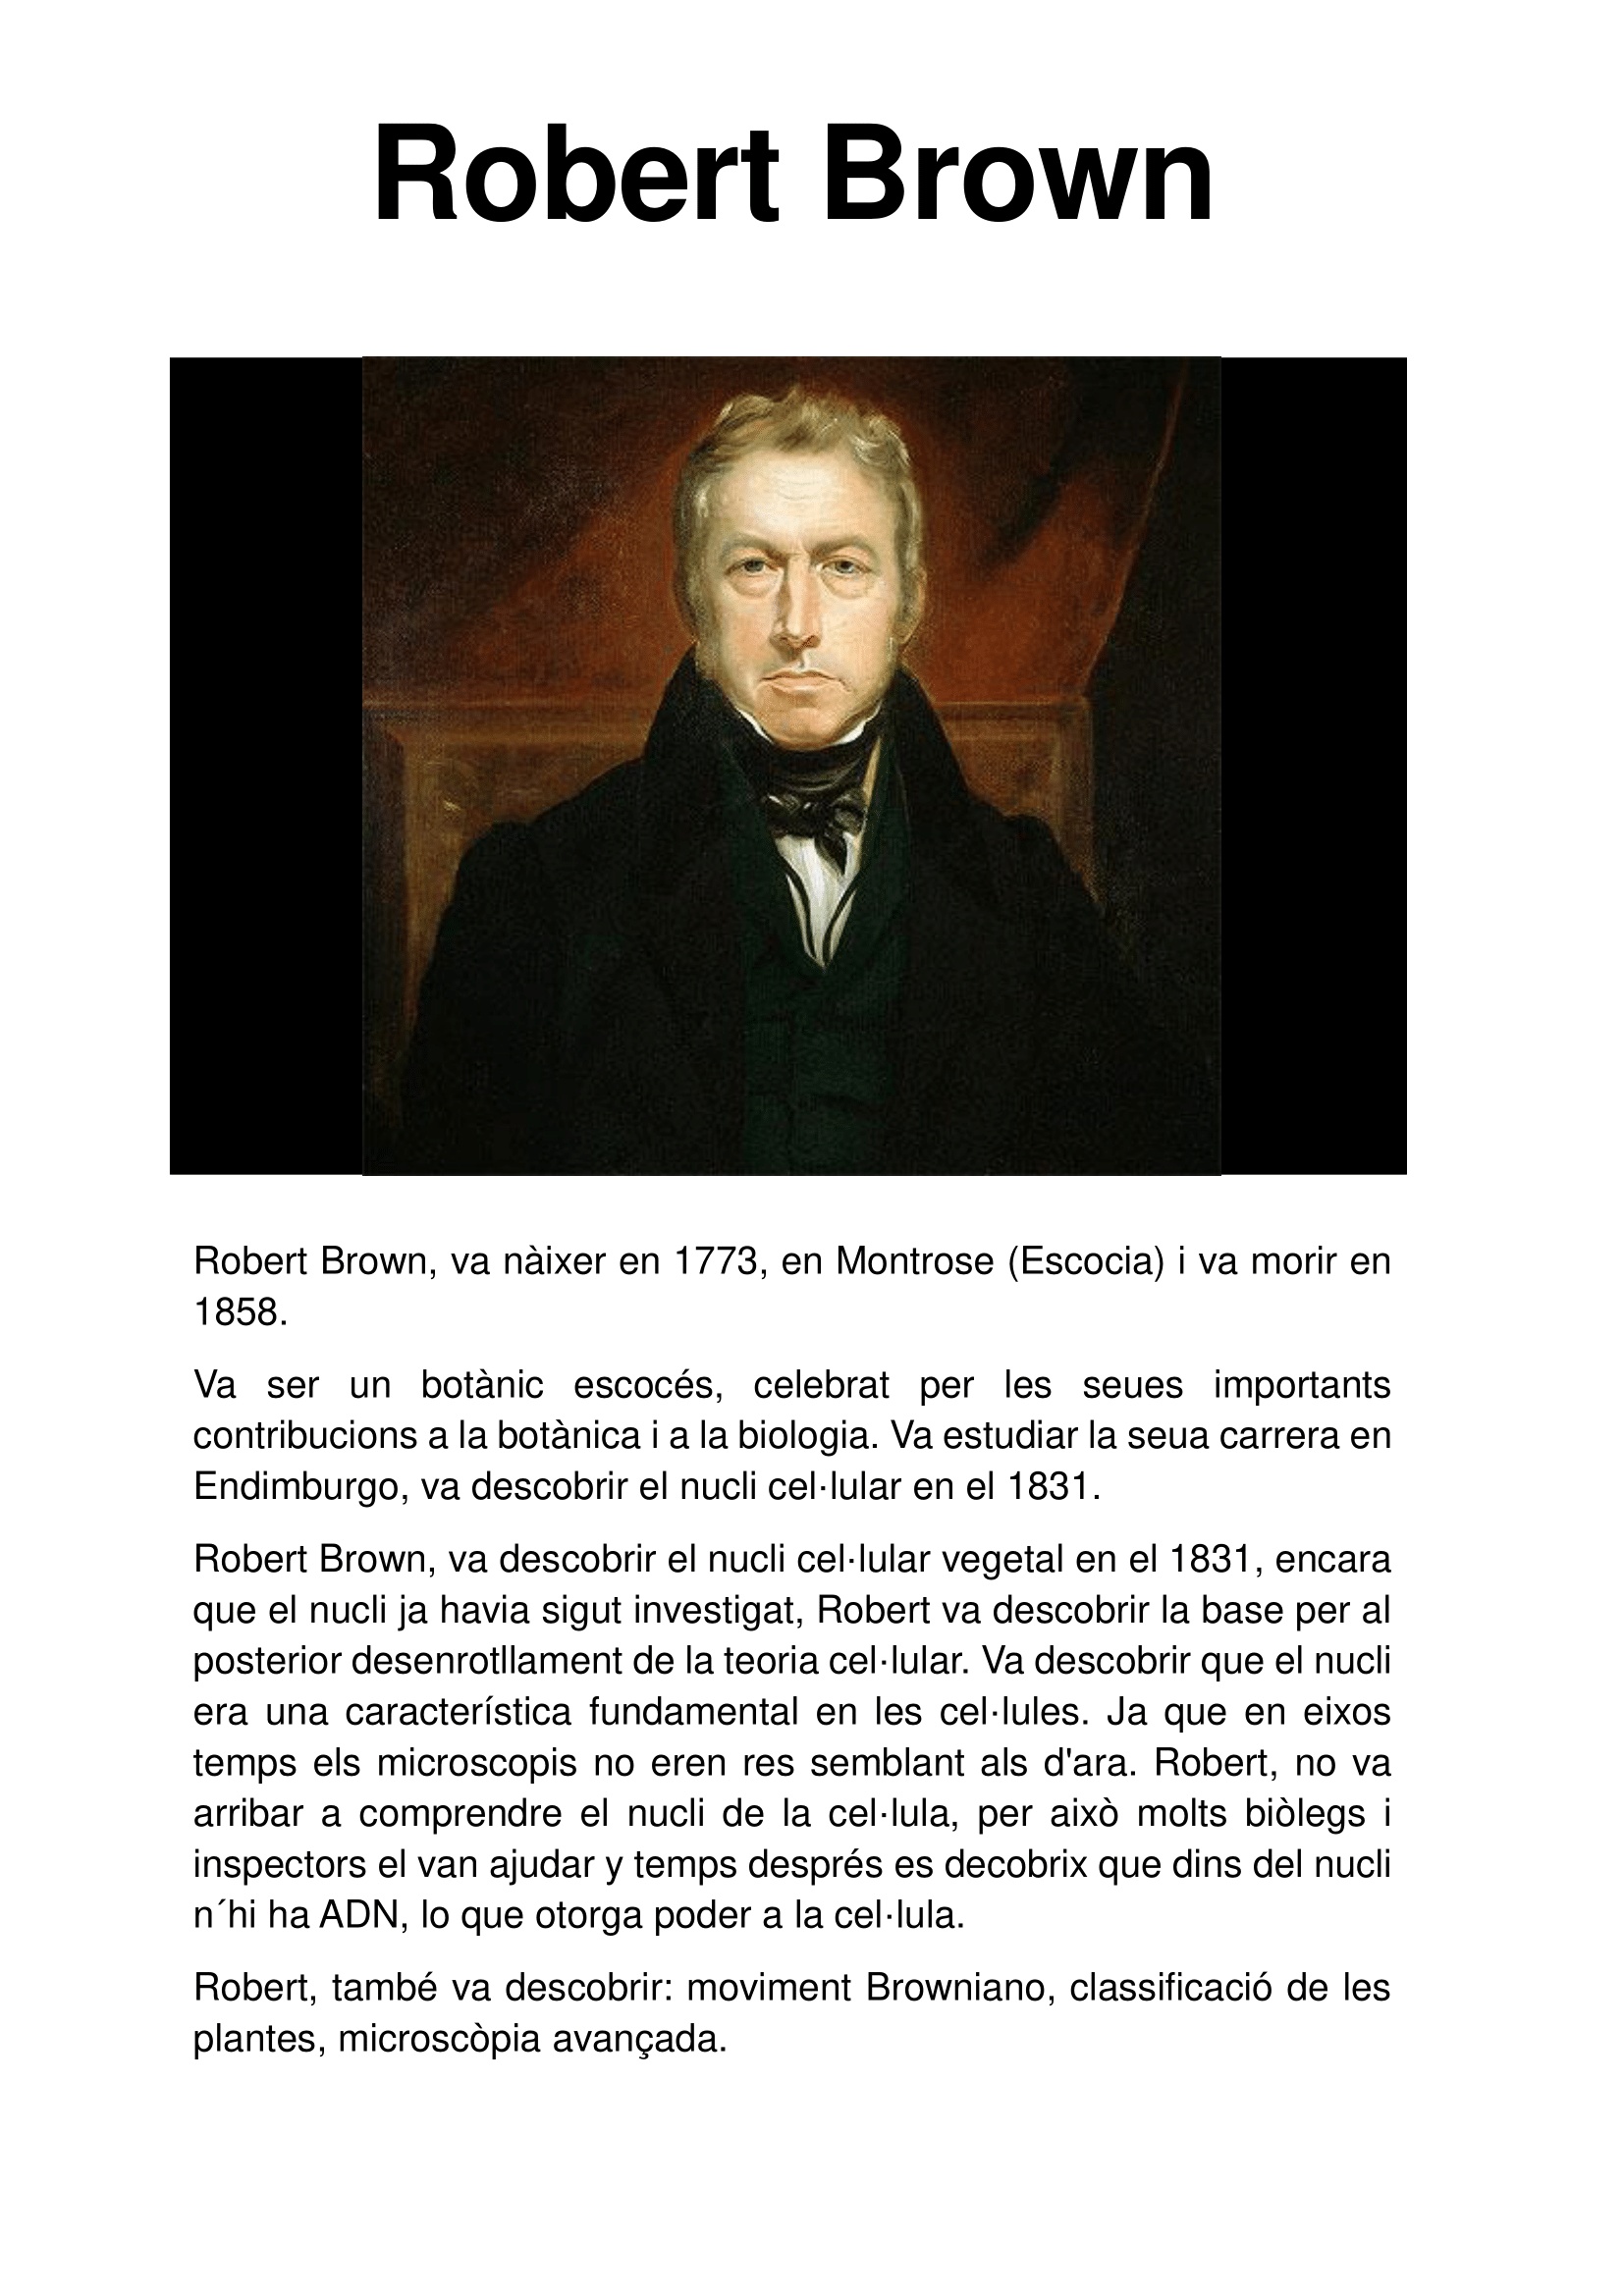 Robert Brown
Robert Brown, va nàixer en 1773, en Montrose (Escocia) i va morir en
1858.
Va ser un botànic escocés, celebrat per les seues importants
contribucions a la botànica i a la biologia. Va estudiar la seua carrera en
Endimburgo, va descobrir el nucli cel·lular en el 1831.
Robert Brown, va descobrir el nucli cel·lular vegetal en el 1831, encara
que el nucli ja havia sigut investigat, Robert va descobrir la base per al
posterior desenrotllament de la teoria cel·lular. Va descobrir que el nucli
era una característica fundamental en les cel·lules. Ja que en eixos
temps els microscopis no eren res semblant als d'ara. Robert, no va
arribar a comprendre el nucli de la cel·lula, per això molts biòlegs i
inspectors el van ajudar y temps després es decobrix que dins del nucli
n´hi ha ADN, lo que otorga poder a la cel·lula.
Robert, també va descobrir: moviment Browniano, classificació de les
plantes, microscòpia avançada.